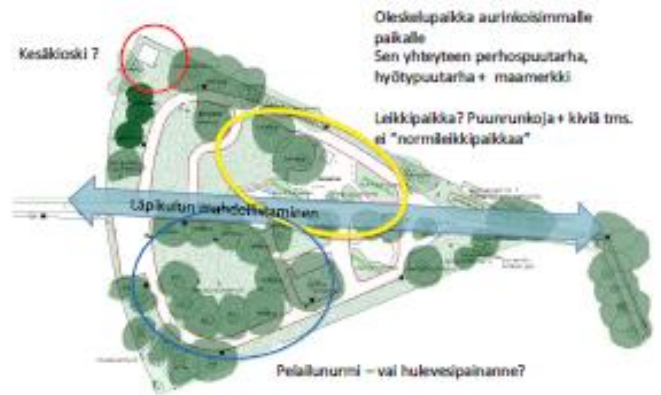 Oleskelupaikka aurinkoisimmalle
paikalle
Sen yhteyteen perhospuutarha,
hyötypuutarha + maamerkki
Kesäkioski ?
Leikkipaikka? Puunrunkoja + kiviä tms.
ei "normileikkipaikkaa"
Läpikulun mahdollistaminen
Pelailunurmi – vai hulevesipainanne?